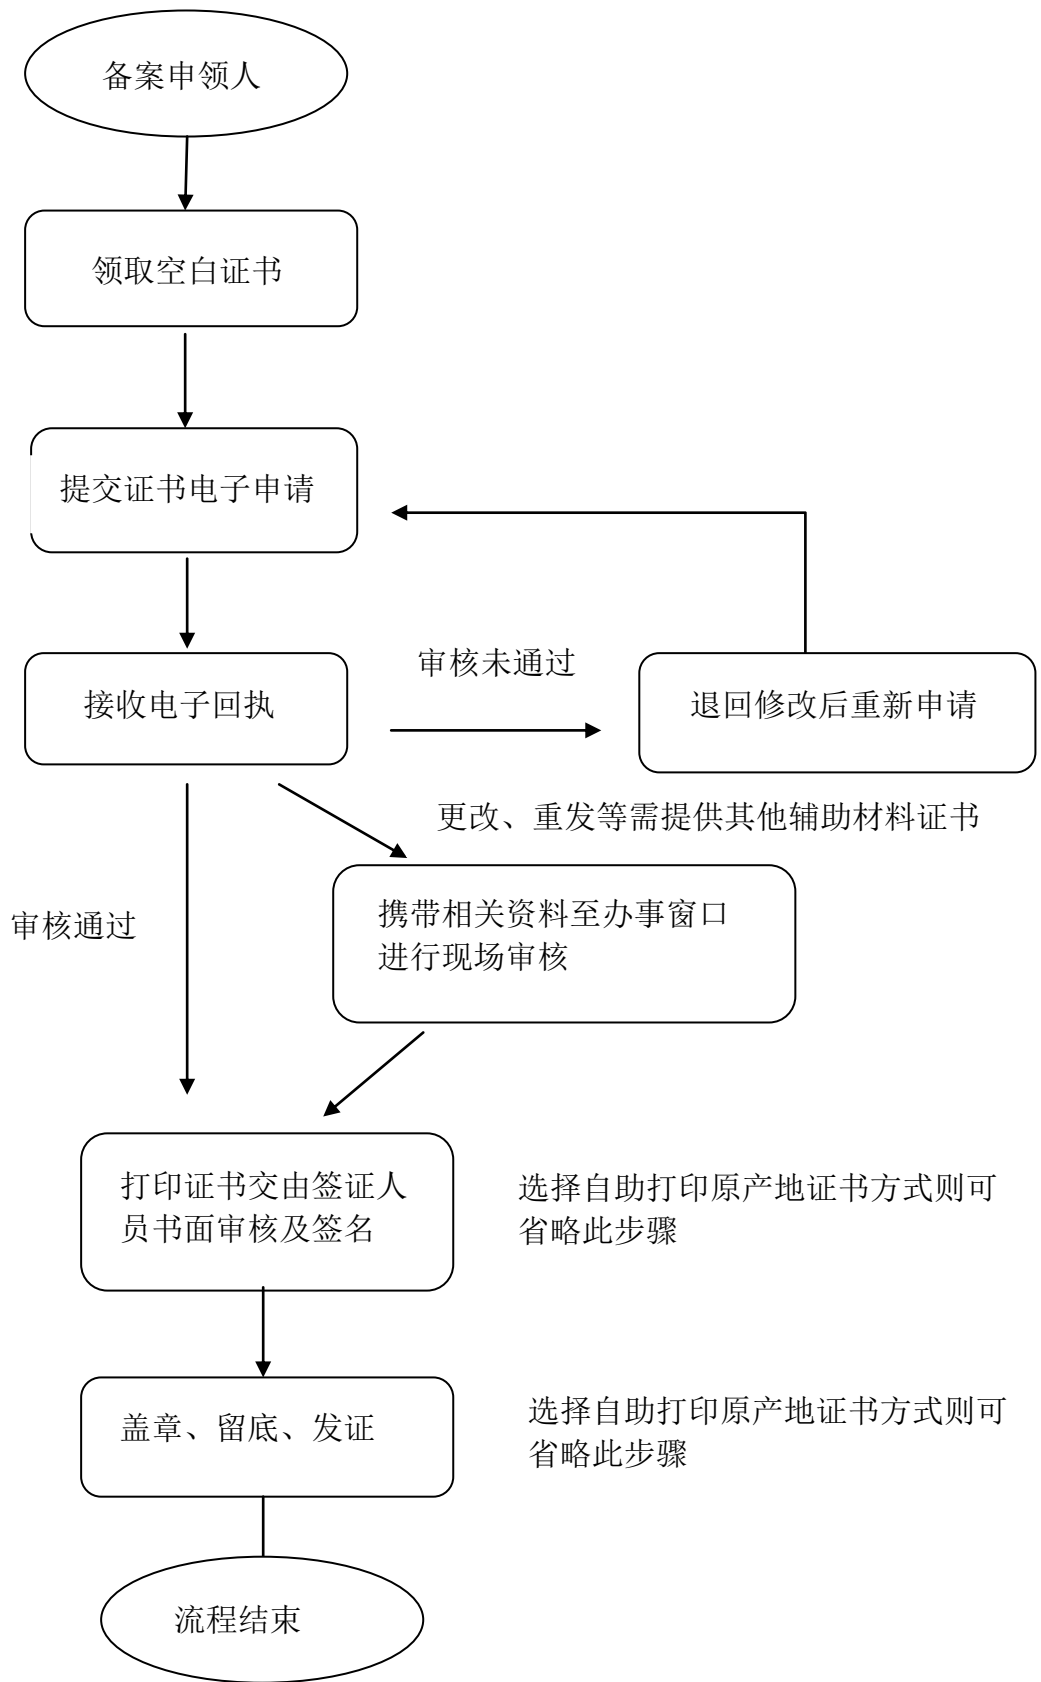 备案申领人
领取空白证书
提交证书电子申请
审核未通过
接收电子回执
退回修改后重新申请
更改、重发等需提供其他辅助材料证书
携带相关资料至办事窗口
进行现场审核
审核通过
打印证书交由签证人
员书面审核及签名
选择自助打印原产地证书方式则可
省略此步骤
盖章、留底、发证
选择自助打印原产地证书方式则可
省略此步骤
流程结束